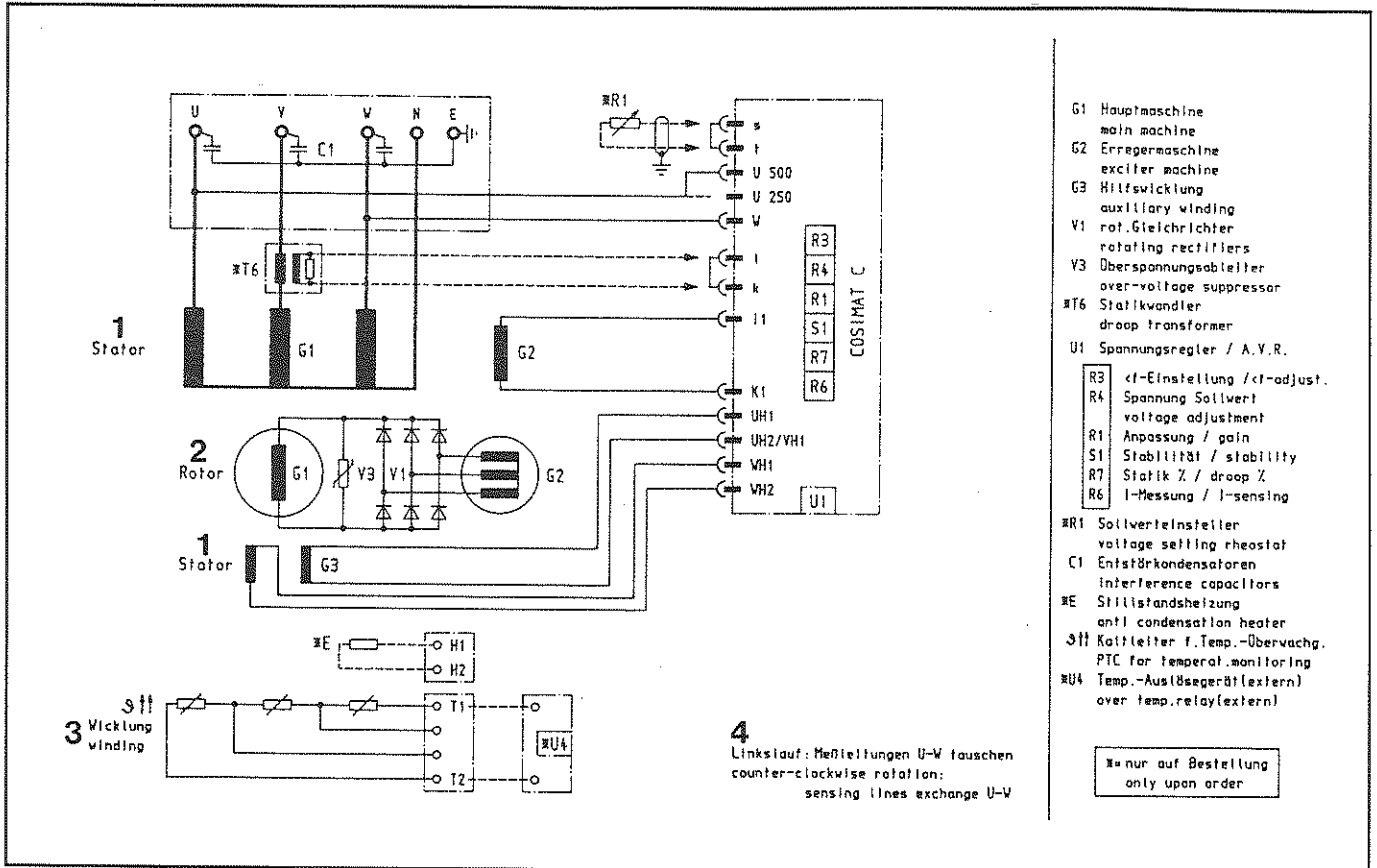 U V W N E
C1
※T6
1
Stator
G1
※R1
s
t
U 500
U 250
W
l
k
I1
K1
UH1
UH2/VH1
WH1
WH2
R3
R4
R1
S1
R7
R6
COSIMAT C
U1
G2
2
Rotor
G1
V3
V1
G2
1
Stator
G3
※E
H1
H2
ϑ↑↑
3 Wicklung
winding
T1
T2
※U4
4
Linkslauf: Meßleitungen U-W tauschen
counter-clockwise rotation:
sensing lines exchange U-W
G1 Hauptmaschine
main machine
G2 Erregermaschine
exciter machine
G3 Hilfswicklung
auxiliary winding
V1 rot.Gleichrichter
rotating rectifiers
V3 Überspannungsableiter
over-voltage suppressor
※T6 Statikwandler
droop transformer
U1 Spannungsregler / A.V.R.
R3 <f-Einstellung /<f-adjust.
R4 Spannung Sollwert
voltage adjustment
R1 Anpassung / gain
S1 Stabilität / stability
R7 Statik % / droop %
R6 I-Messung / I-sensing
※R1 Sollwerteinsteller
voltage setting rheostat
C1 Entstörkondensatoren
interference capacitors
※E Stillstandsheizung
anti condensation heater
ϑ↑↑ Kaltleiter f.Temp.-Überwachg.
PTC for temperat.monitoring
※U4 Temp.-Auslösegerät(extern)
over temp.relay(extern)
※= nur auf Bestellung
only upon order